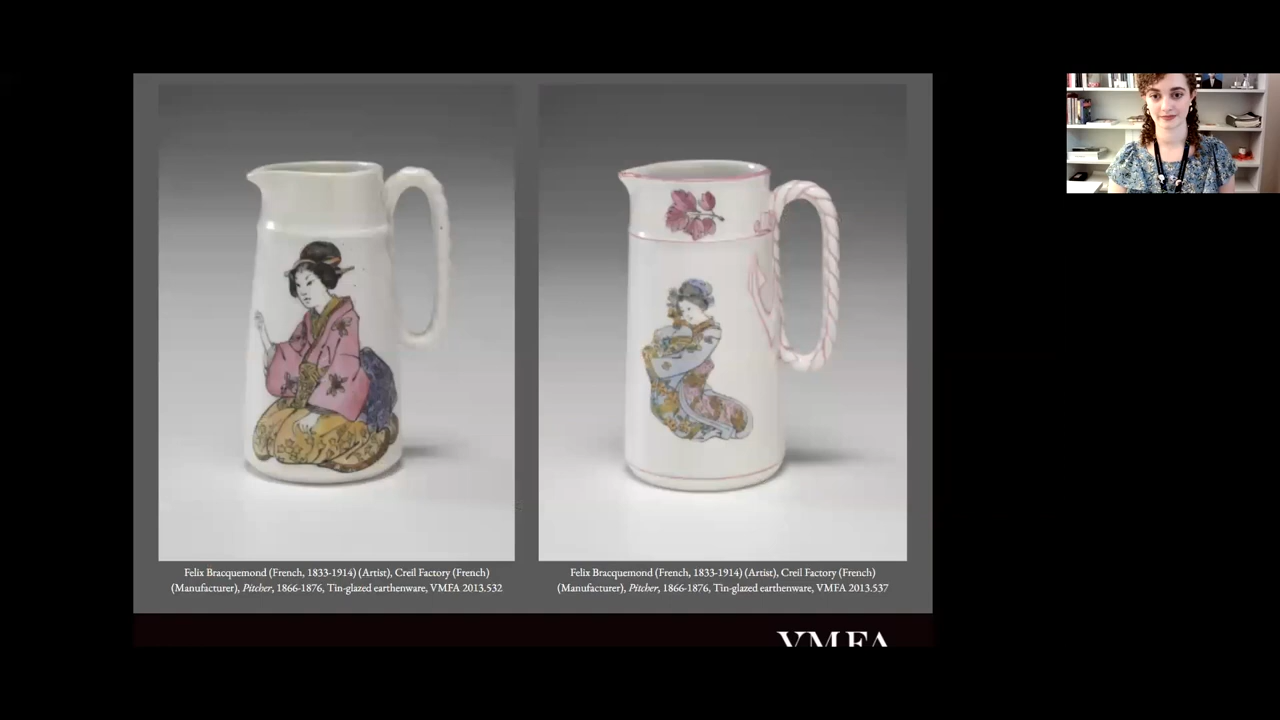 Felix Bracquemond (French, 1833-1914) (Artist), Creil Factory (French)
(Manufacturer), Pitcher, 1866-1876, Tin-glazed earthenware, VMFA 2013.532
Felix Bracquemond (French, 1833-1914) (Artist), Creil Factory (French)
(Manufacturer), Pitcher, 1866-1876, Tin-glazed earthenware, VMFA 2013.537
VMFA